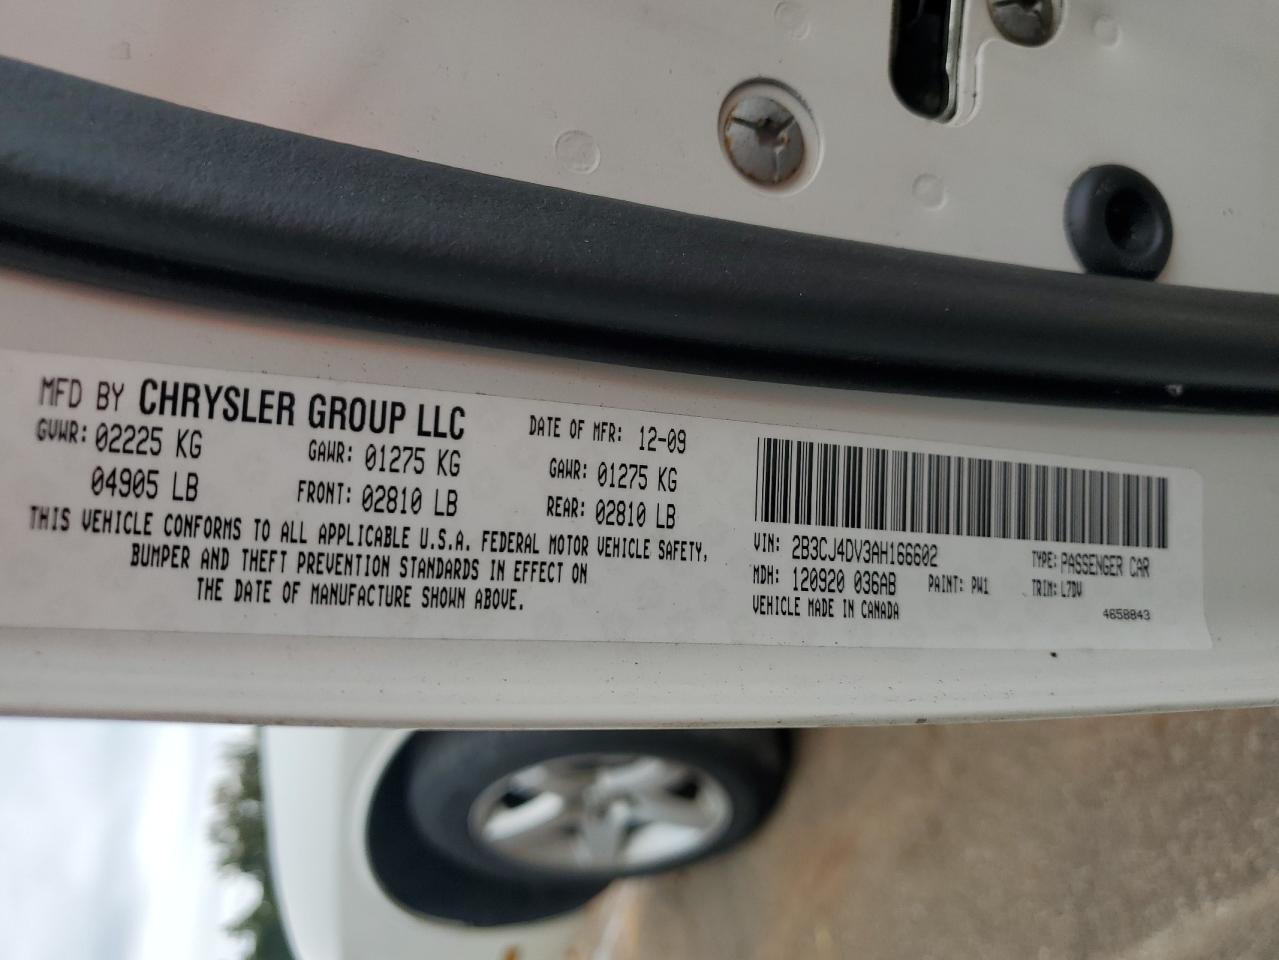 MFD BY CHRYSLER GROUP LLC
DATE OF MFR: 12-09
GVWR: 02225 KG
GAWR: 01275 KG
GAWR: 01275 KG
04905 LB
FRONT: 02810 LB
REAR: 02810 LB
THIS VEHICLE CONFORMS TO ALL APPLICABLE U.S.A. FEDERAL MOTOR VEHICLE SAFETY,
BUMPER AND THEFT PREVENTION STANDARDS IN EFFECT ON
THE DATE OF MANUFACTURE SHOWN ABOVE.
VIN: 2B3CJ4DV3AH166602
TYPE: PASSENGER CAR
MDH: 120920 036AB
PAINT: PW1
TRIM: L7DV
VEHICLE MADE IN CANADA
4658843